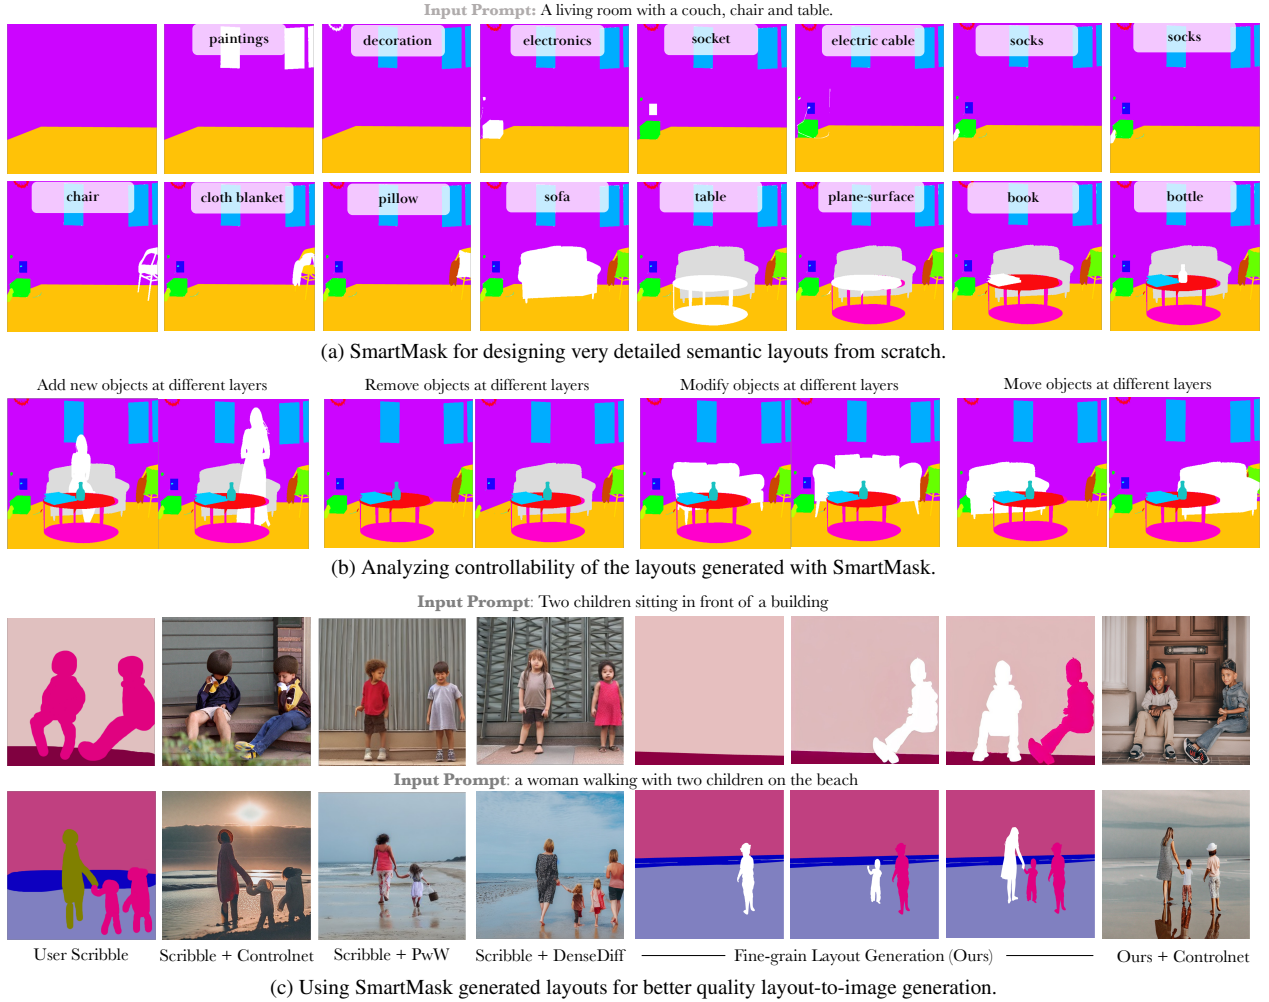 Input Prompt: A living room with a couch, chair and table.
paintings
decoration
electronics
socket
electric cable
socks
socks
chair
cloth blanket
pillow
sofa
table
plane-surface
book
bottle
(a) SmartMask for designing very detailed semantic layouts from scratch.
Add new objects at different layers
Remove objects at different layers
Modify objects at different layers
Move objects at different layers
(b) Analyzing controllability of the layouts generated with SmartMask.
Input Prompt: Two children sitting in front of a building
Input Prompt: a woman walking with two children on the beach
User Scribble
Scribble + Controlnet
Scribble + PwW
Scribble + DenseDiff
Fine-grain Layout Generation (Ours)
Ours + Controlnet
(c) Using SmartMask generated layouts for better quality layout-to-image generation.